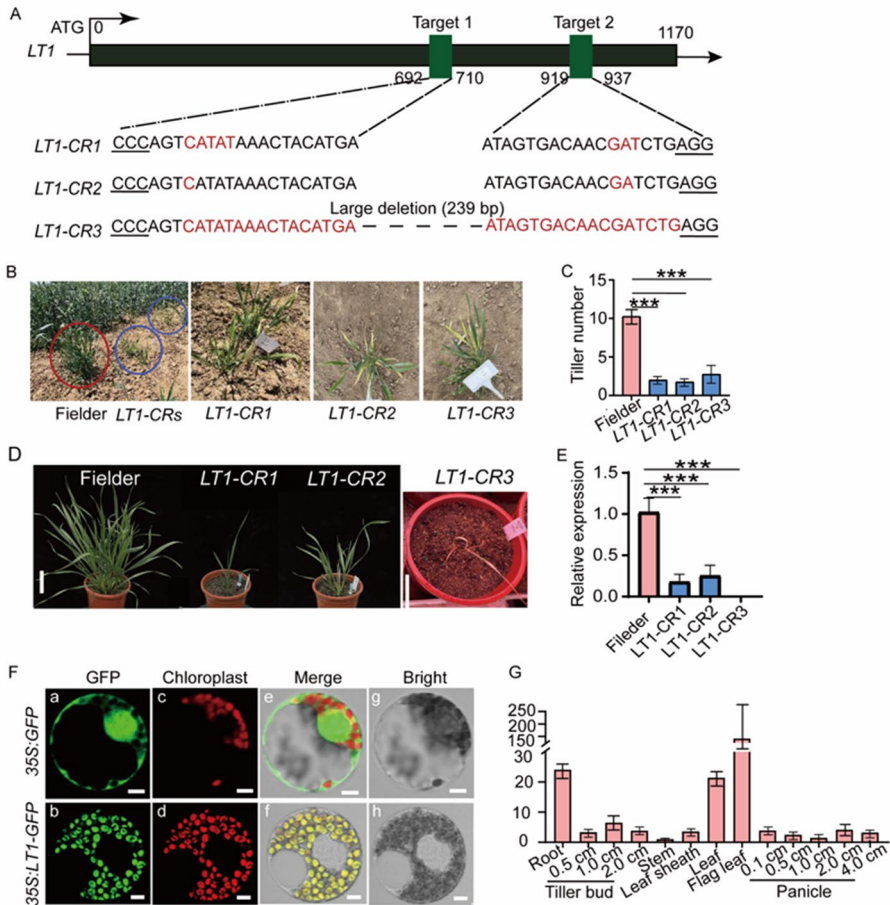 A
ATG
0
Target 1
Target 2
1170
LT1
692
710
919
937
LT1-CR1
CCCAGTCATATAAACTACATGA
ATAGTGACAACGATCTGAGG
LT1-CR2
CCCAGTCATATAAACTACATGA
ATAGTGACAACGATCTGAGG
Large deletion (239 bp)
LT1-CR3
CCCAGTCATATAAACTACATGA
ATAGTGACAACGATCTGAGG
B
Fielder
LT1-CRs
LT1-CR1
LT1-CR2
LT1-CR3
C
***
***
Tiller number
15
10
5
0
Fielder
LT1-CR1
LT1-CR2
LT1-CR3
D
Fielder
LT1-CR1
LT1-CR2
LT1-CR3
E
***
***
***
Relative expression
1.5
1.0
0.5
0.0
Fileder
LT1-CR1
LT1-CR2
LT1-CR3
F
GFP
Chloroplast
Merge
Bright
35S:GFP
a
c
e
g
35S:LT1-GFP
b
d
f
h
G
250
150
30
20
10
0
Root
0.5 cm
1.0 cm
2.0 cm
Stem
Leaf sheath
Leaf
Flag leaf
0.1 cm
0.5 cm
1.0 cm
2.0 cm
4.0 cm
Tiller bud
Panicle